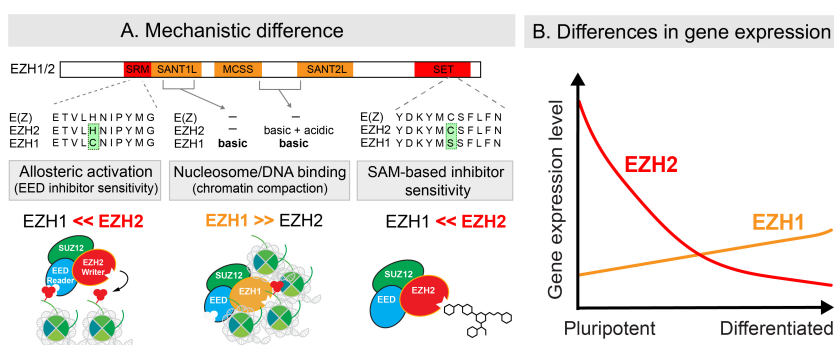 A. Mechanistic difference
EZH1/2
SRM SANT1L MCSS SANT2L SET
E(Z) E T V L H N I P Y M G
EZH2 E T V L H N I P Y M G
EZH1 E T V L C N I P Y M G
E(Z) – –
EZH2 – basic + acidic
EZH1 basic basic
E(Z) Y D K Y M C S F L F N
EZH2 Y D K Y M C S F L F N
EZH1 Y D K Y M S S F L F N
Allosteric activation
(EED inhibitor sensitivity)
Nucleosome/DNA binding
(chromatin compaction)
SAM-based inhibitor
sensitivity
EZH1 << EZH2
EZH1 >> EZH2
EZH1 << EZH2
SUZ12
EED
Reader
EZH2
Writer
SUZ12
EED
EZH1
SUZ12
EED
EZH2
B. Differences in gene expression
Gene expression level
EZH2
EZH1
Pluripotent
Differentiated